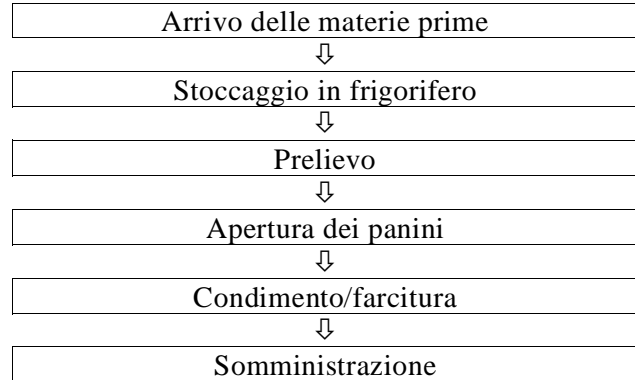 Arrivo delle materie prime
⇩
Stoccaggio in frigorifero
⇩
Prelievo
⇩
Apertura dei panini
⇩
Condimento/farcitura
⇩
Somministrazione